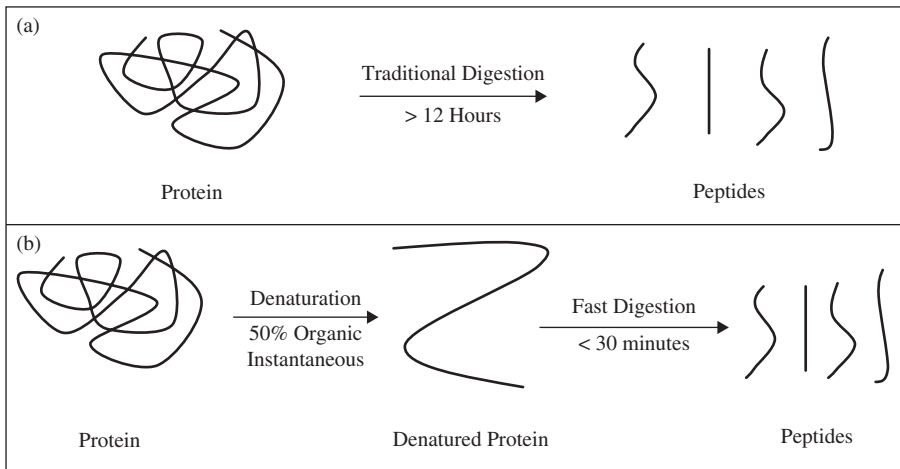 (a)
Traditional Digestion
> 12 Hours
Protein
Peptides
(b)
Denaturation
50% Organic
Instantaneous
Fast Digestion
< 30 minutes
Protein
Denatured Protein
Peptides